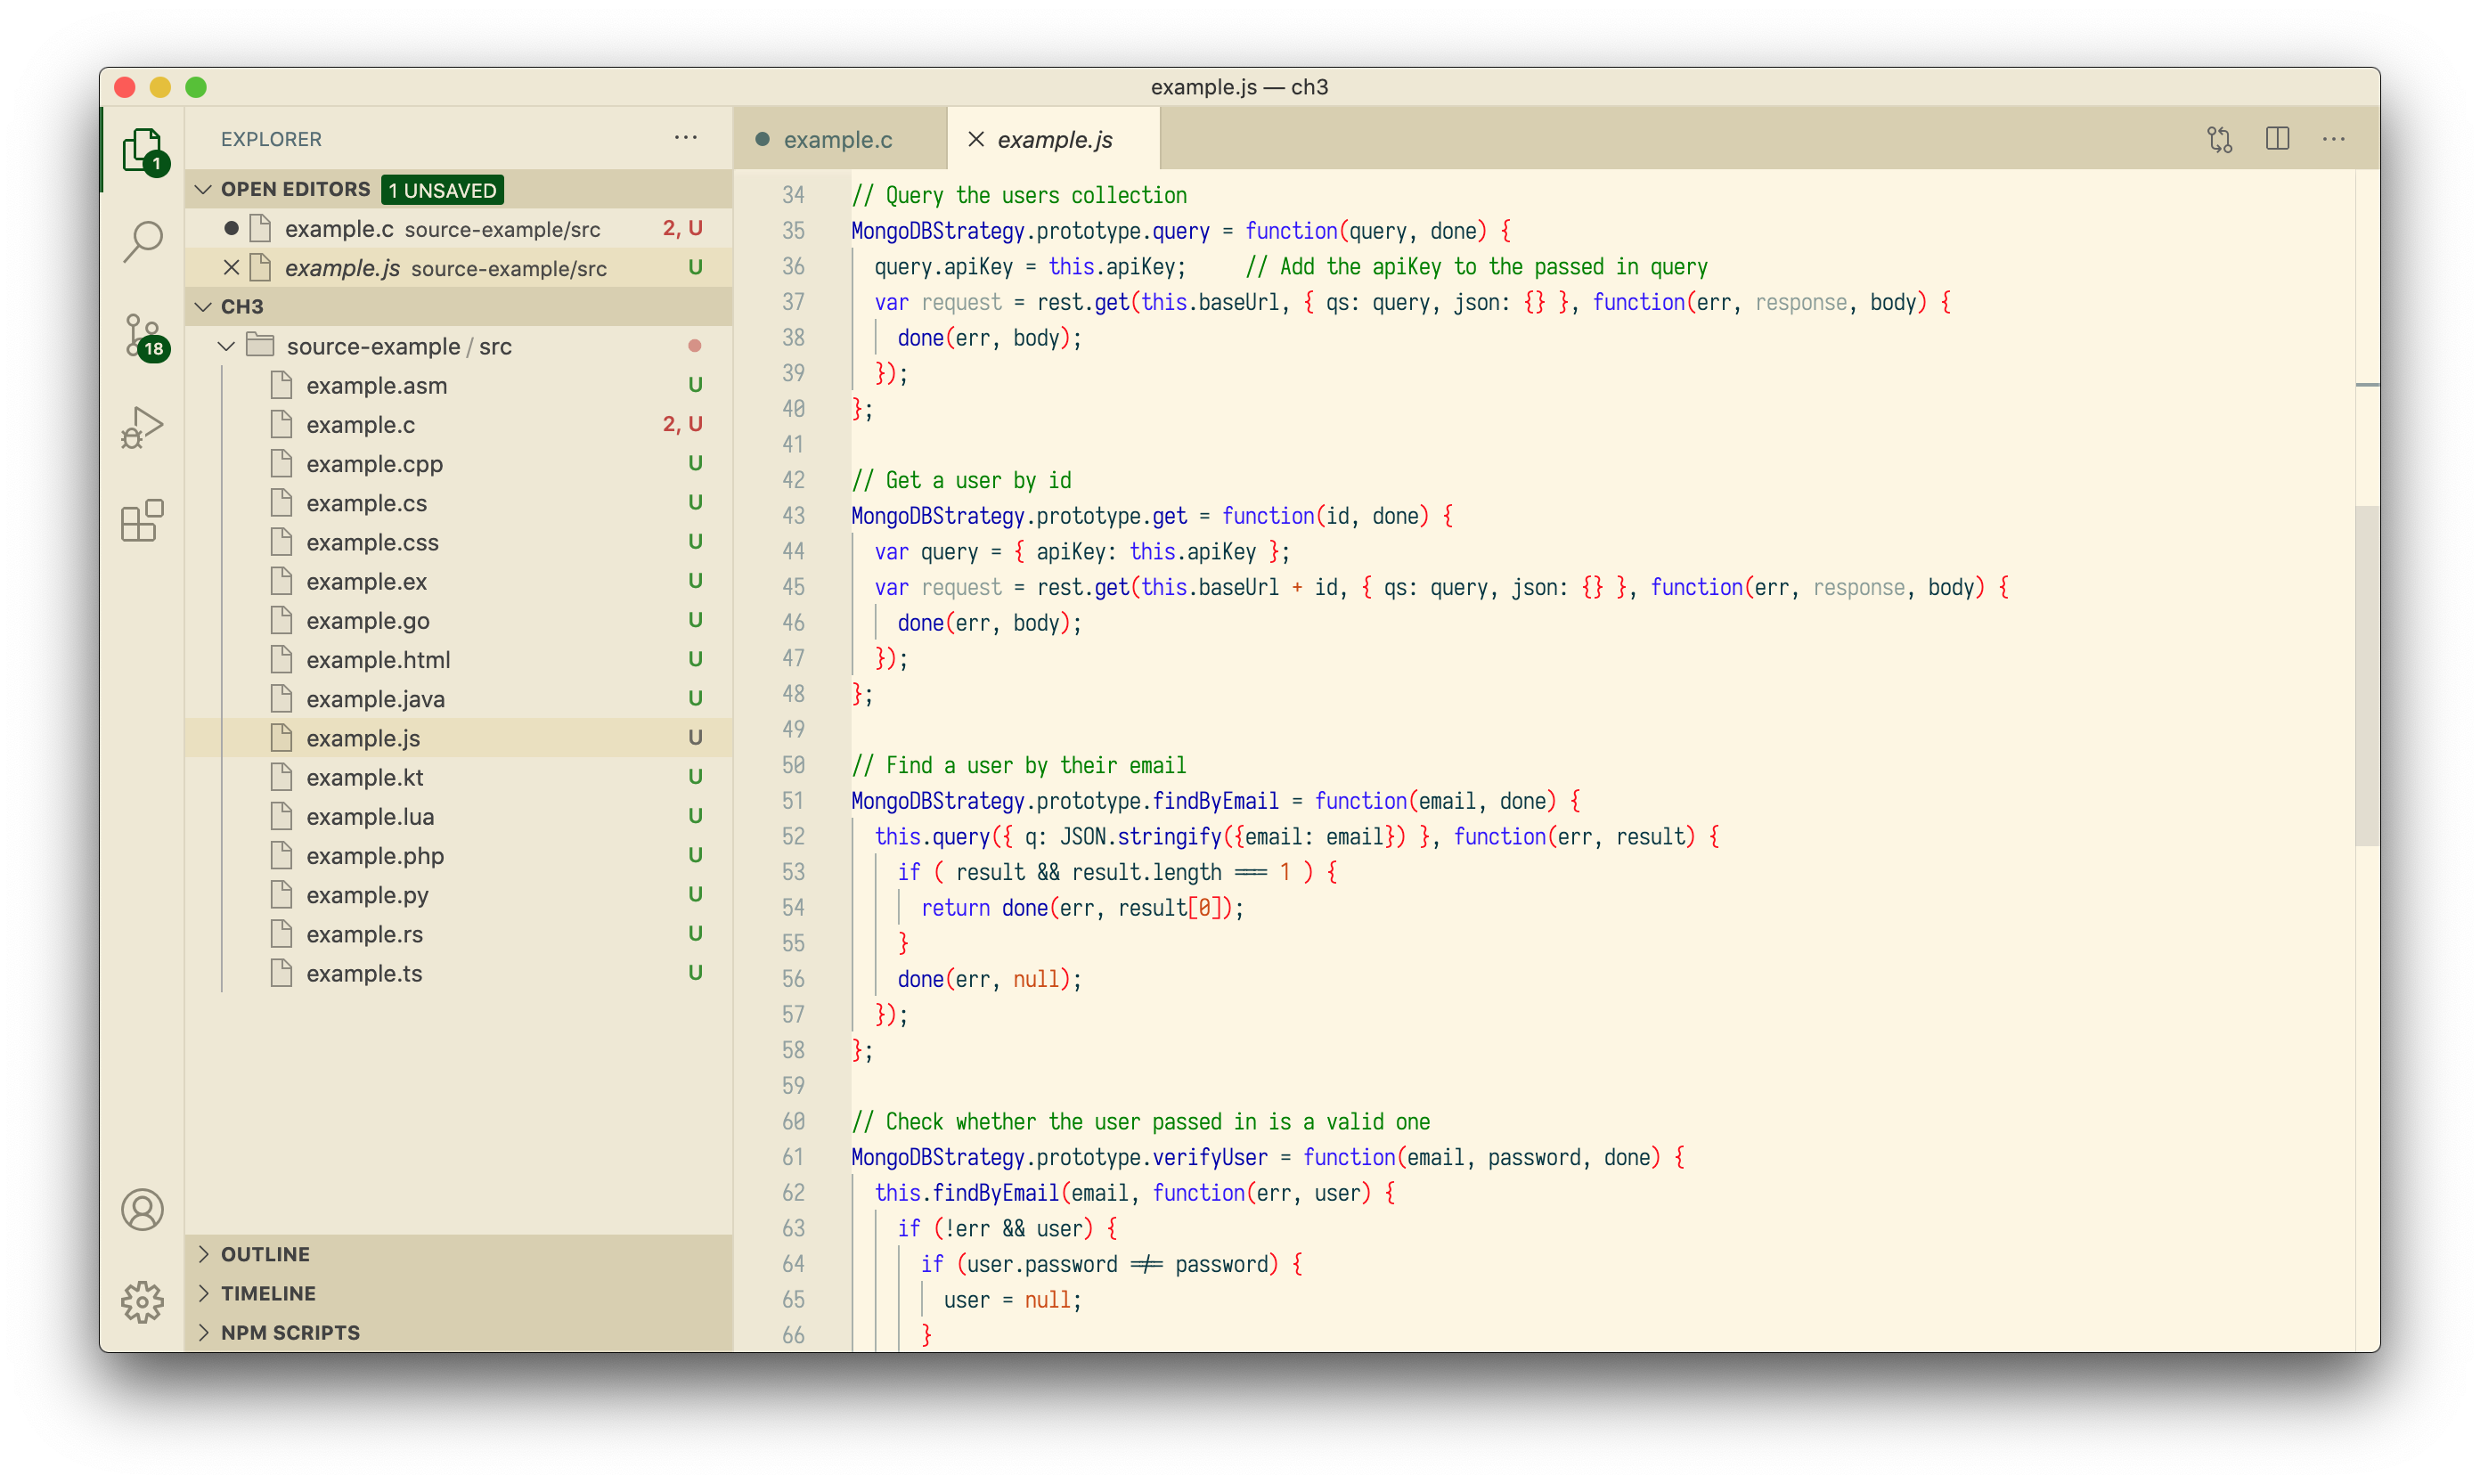 example.js — ch3
EXPLORER
OPEN EDITORS 1 UNSAVED
example.c source-example/src 2, U
example.js source-example/src U
CH3
source-example / src
example.asm U
example.c 2, U
example.cpp U
example.cs U
example.css U
example.ex U
example.go U
example.html U
example.java U
example.js U
example.kt U
example.lua U
example.php U
example.py U
example.rs U
example.ts U
OUTLINE
TIMELINE
NPM SCRIPTS
1
18
example.c
example.js
34 // Query the users collection
35 MongoDBStrategy.prototype.query = function(query, done) {
36   query.apiKey = this.apiKey;     // Add the apiKey to the passed in query
37   var request = rest.get(this.baseUrl, { qs: query, json: {} }, function(err, response, body) {
38     done(err, body);
39   });
40 };
41
42 // Get a user by id
43 MongoDBStrategy.prototype.get = function(id, done) {
44   var query = { apiKey: this.apiKey };
45   var request = rest.get(this.baseUrl + id, { qs: query, json: {} }, function(err, response, body) {
46     done(err, body);
47   });
48 };
49
50 // Find a user by their email
51 MongoDBStrategy.prototype.findByEmail = function(email, done) {
52   this.query({ q: JSON.stringify({email: email}) }, function(err, result) {
53     if ( result && result.length === 1 ) {
54       return done(err, result[0]);
55     }
56     done(err, null);
57   });
58 };
59
60 // Check whether the user passed in is a valid one
61 MongoDBStrategy.prototype.verifyUser = function(email, password, done) {
62   this.findByEmail(email, function(err, user) {
63     if (!err && user) {
64       if (user.password !== password) {
65         user = null;
66       }